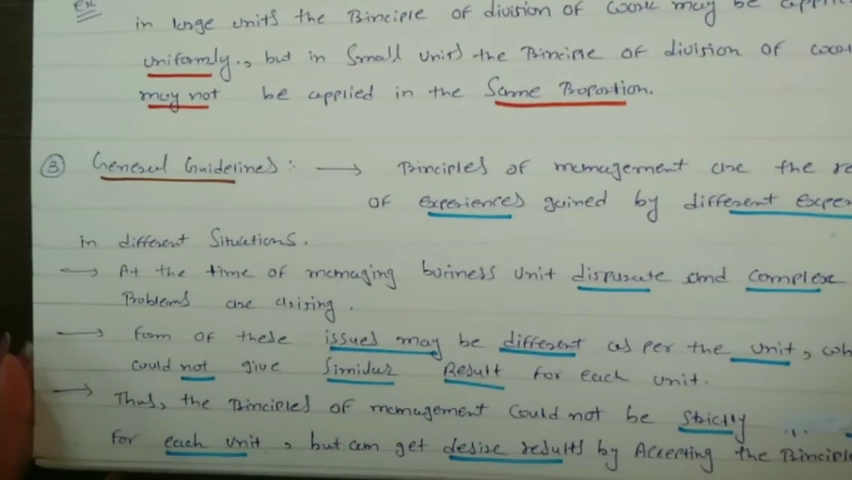 ex
in large units the Principle of division of work may be
uniformly., but in Small units the Principle of division of
may not be applied in the Same Proportion.
③ General Guidelines : → Principles of management are the
of experiences gained by different
in different Situations.
→ At the time of managing business unit disparate and complex
Problems are arising.
→ form of these issues may be different as per the unit,
could not give Similar Result for each unit.
→ Thus, the Principles of management could not be Strictly
for each unit, but can get desire results by Accepting the